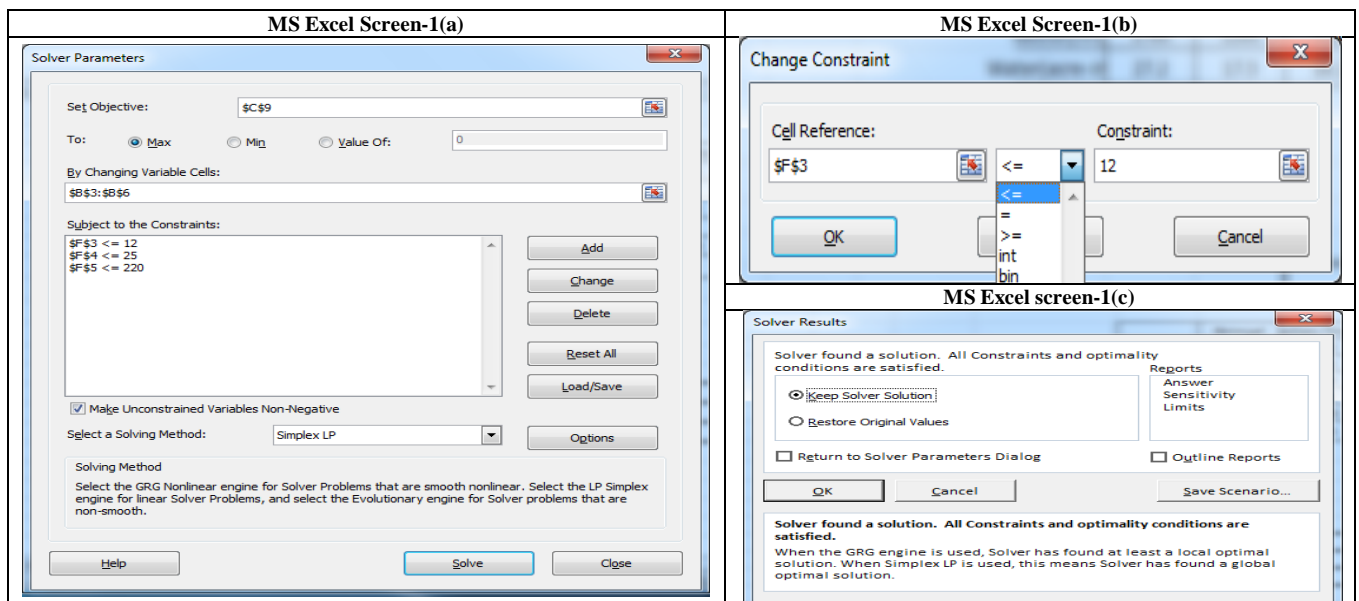 MS Excel Screen-1(a)
Solver Parameters
Set Objective:
$C$9
To:
Max
Min
Value Of:
0
By Changing Variable Cells:
$B$3:$B$6
Subject to the Constraints:
$F$3 <= 12
$F$4 <= 25
$F$5 <= 220
Add
Change
Delete
Reset All
Load/Save
Make Unconstrained Variables Non-Negative
Select a Solving Method:
Simplex LP
Options
Solving Method
Select the GRG Nonlinear engine for Solver Problems that are smooth nonlinear. Select the LP Simplex
engine for linear Solver Problems, and select the Evolutionary engine for Solver problems that are
non-smooth.
Help
Solve
Close
MS Excel Screen-1(b)
Change Constraint
Cell Reference:
Constraint:
$F$3
<=
12
<=
=
>=
int
bin
OK
Cancel
MS Excel screen-1(c)
Solver Results
Solver found a solution. All Constraints and optimality
conditions are satisfied.
Reports
Answer
Sensitivity
Limits
Keep Solver Solution
Restore Original Values
Return to Solver Parameters Dialog
Outline Reports
OK
Cancel
Save Scenario...
Solver found a solution. All Constraints and optimality conditions are
satisfied.
When the GRG engine is used, Solver has found at least a local optimal
solution. When Simplex LP is used, this means Solver has found a global
optimal solution.